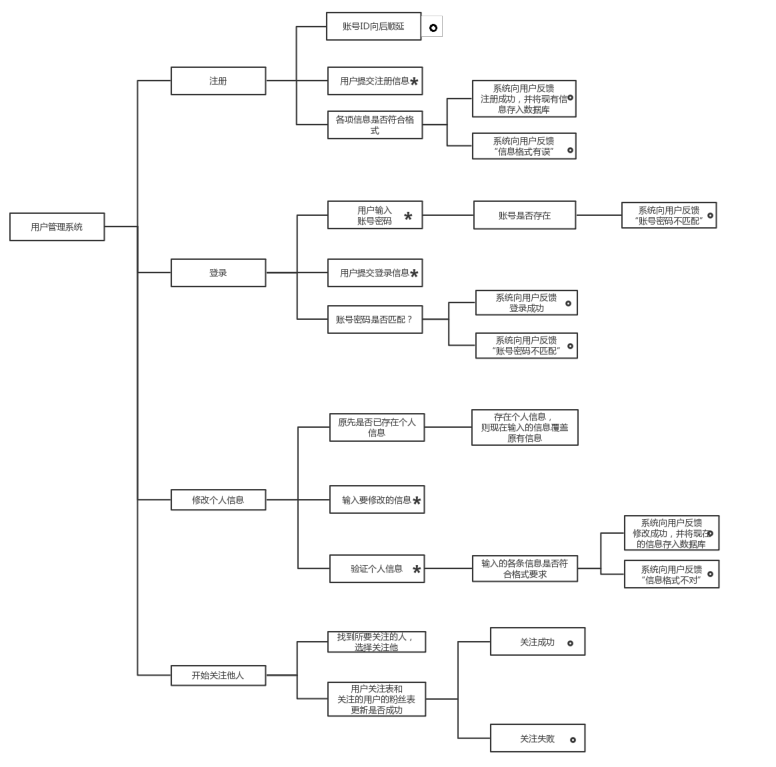 账号ID向后顺延
注册
用户提交注册信息*
系统向用户反馈
注册成功，并将现有信
息存入数据库
各项信息是否符合格
式
系统向用户反馈
“信息格式有误”
用户管理系统
登录
用户输入
账号密码 *
账号是否存在
系统向用户反馈
“账号密码不匹配”
用户提交登录信息*
账号密码是否匹配？
系统向用户反馈
登录成功
系统向用户反馈
“账号密码不匹配”
修改个人信息
原先是否已存在个人
信息
存在个人信息，
则现在输入的信息覆盖
原有信息
输入要修改的信息*
验证个人信息 *
输入的各条信息是否符
合格式要求
系统向用户反馈
修改成功，并将现在
的信息存入数据库
系统向用户反馈
“信息格式不对”
开始关注他人
找到所要关注的人，
选择关注他
用户关注表和
关注的用户的粉丝表
更新是否成功
关注成功
关注失败